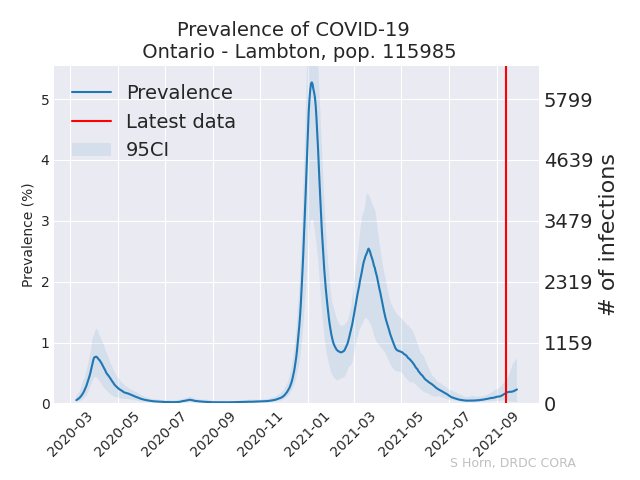 Prevalence of COVID-19
Ontario - Lambton, pop. 115985
Prevalence
Latest data
95CI
Prevalence (%)
5
4
3
2
1
0
5799
4639
3479
2319
1159
0
# of infections
2020-03
2020-05
2020-07
2020-09
2020-11
2021-01
2021-03
2021-05
2021-07
2021-09
S Horn, DRDC CORA